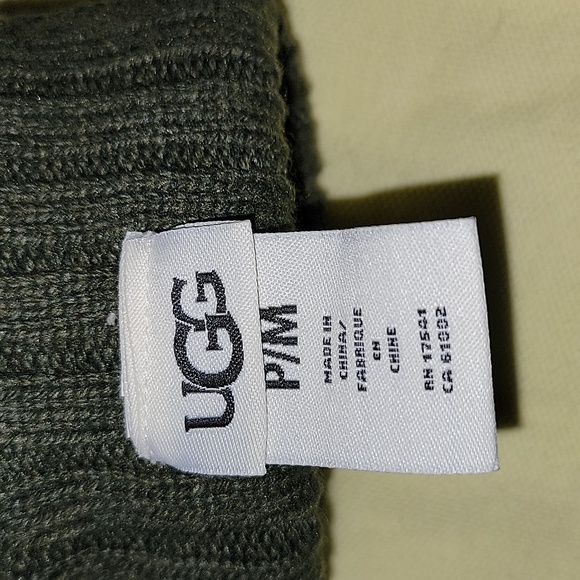 UGG
P/M
MADE IN
CHINA/
FABRIQUE
EN
CHINE
RN 17541
CA 61002